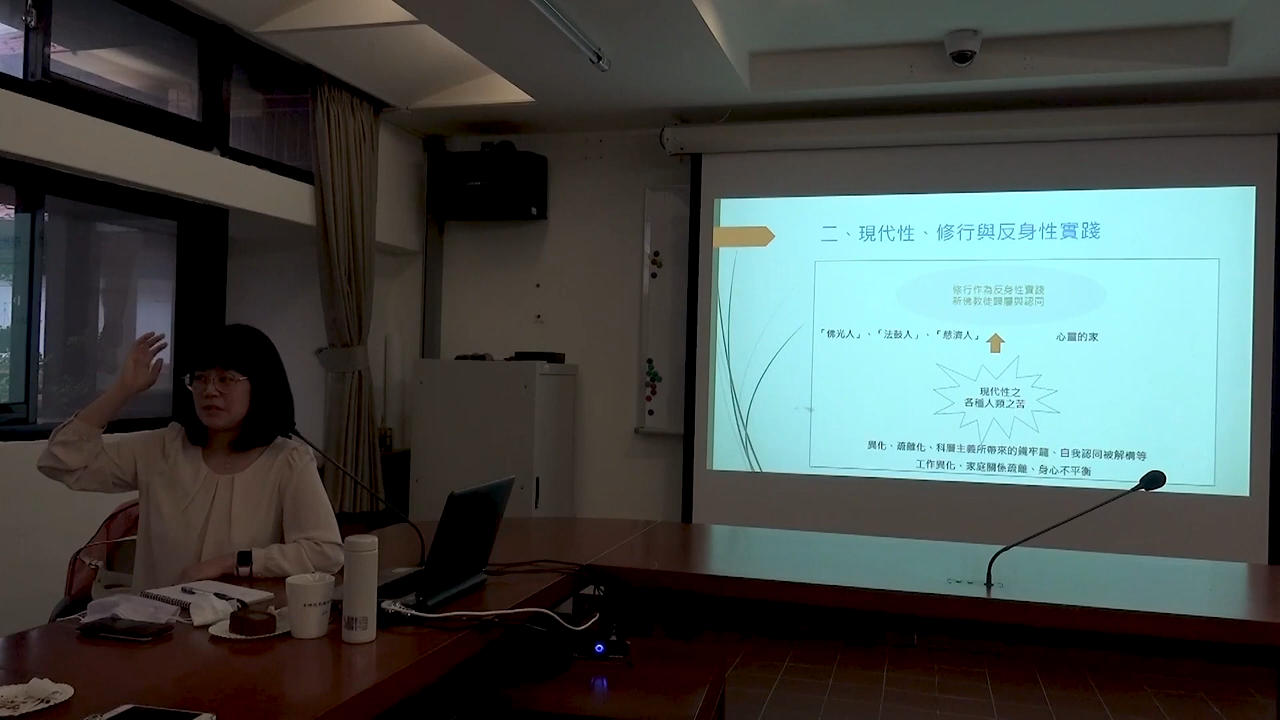 二、現代性、修行與反身性實踐
修行作為反身性實踐
新佛教徒歸屬與認同
「佛光人」、「法鼓人」、「慈濟人」
心靈的家
現代性之
各種人類之苦
異化、疏離化、科層主義所帶來的鐵牢籠、自我認同被解構等
工作異化、家庭關係疏離、身心不平衡